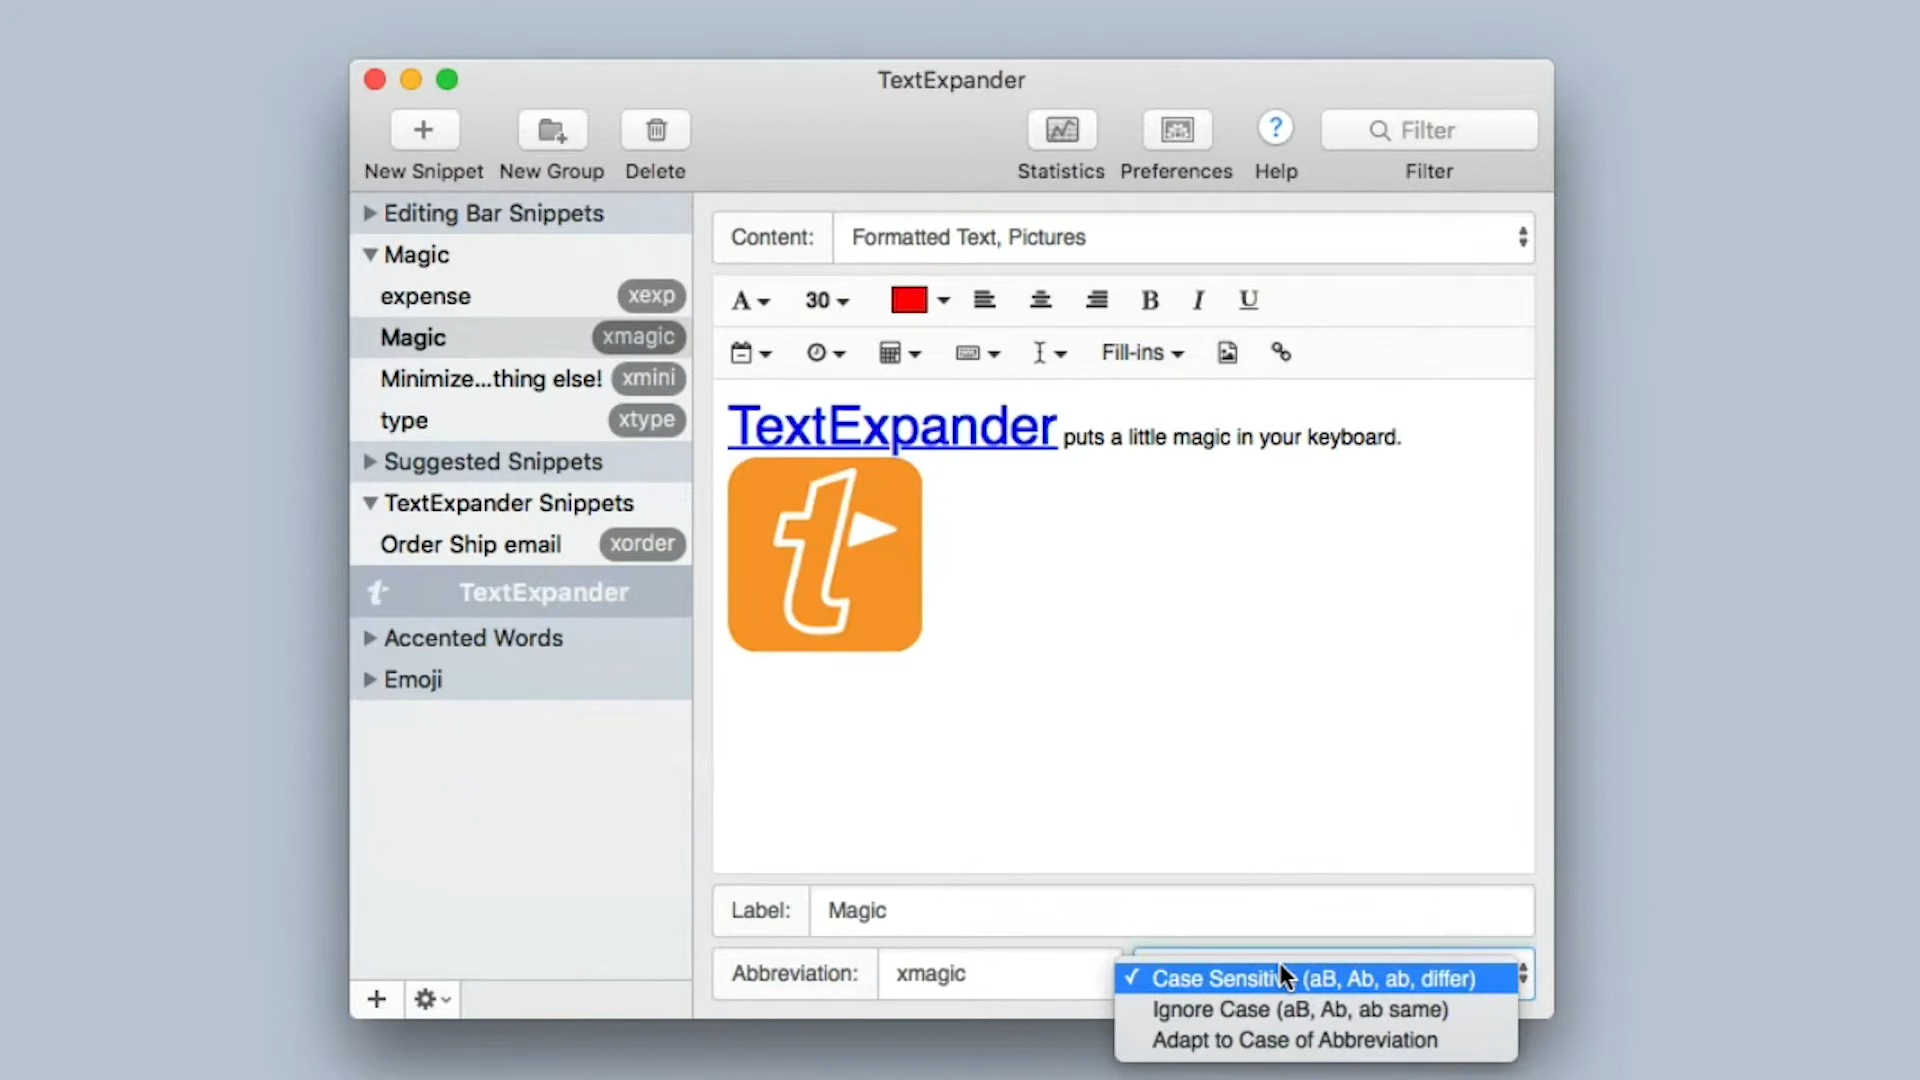 TextExpander
New Snippet New Group Delete Statistics Preferences Help Filter
Filter
Editing Bar Snippets
Magic
expense xexp
Magic xmagic
Minimize...thing else! xmini
type xtype
Suggested Snippets
TextExpander Snippets
Order Ship email xorder
TextExpander
Accented Words
Emoji
Content: Formatted Text, Pictures
A 30 B I U
Fill-ins
TextExpander puts a little magic in your keyboard.
t
Label: Magic
Abbreviation: xmagic
✓ Case Sensitive (aB, Ab, ab, differ)
Ignore Case (aB, Ab, ab same)
Adapt to Case of Abbreviation